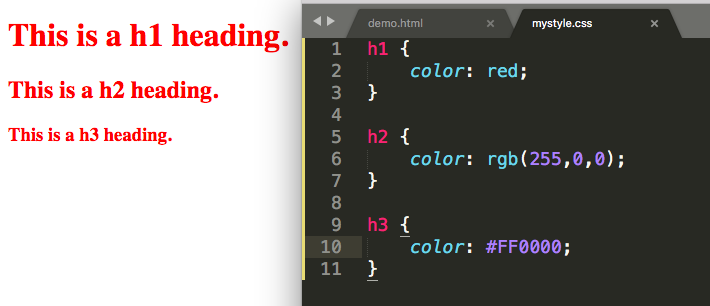 This is a h1 heading.
This is a h2 heading.
This is a h3 heading.
demo.html × mystyle.css ×
1 h1 {
2 color: red;
3 }
4
5 h2 {
6 color: rgb(255,0,0);
7 }
8
9 h3 {
10 color: #FF0000;
11 }